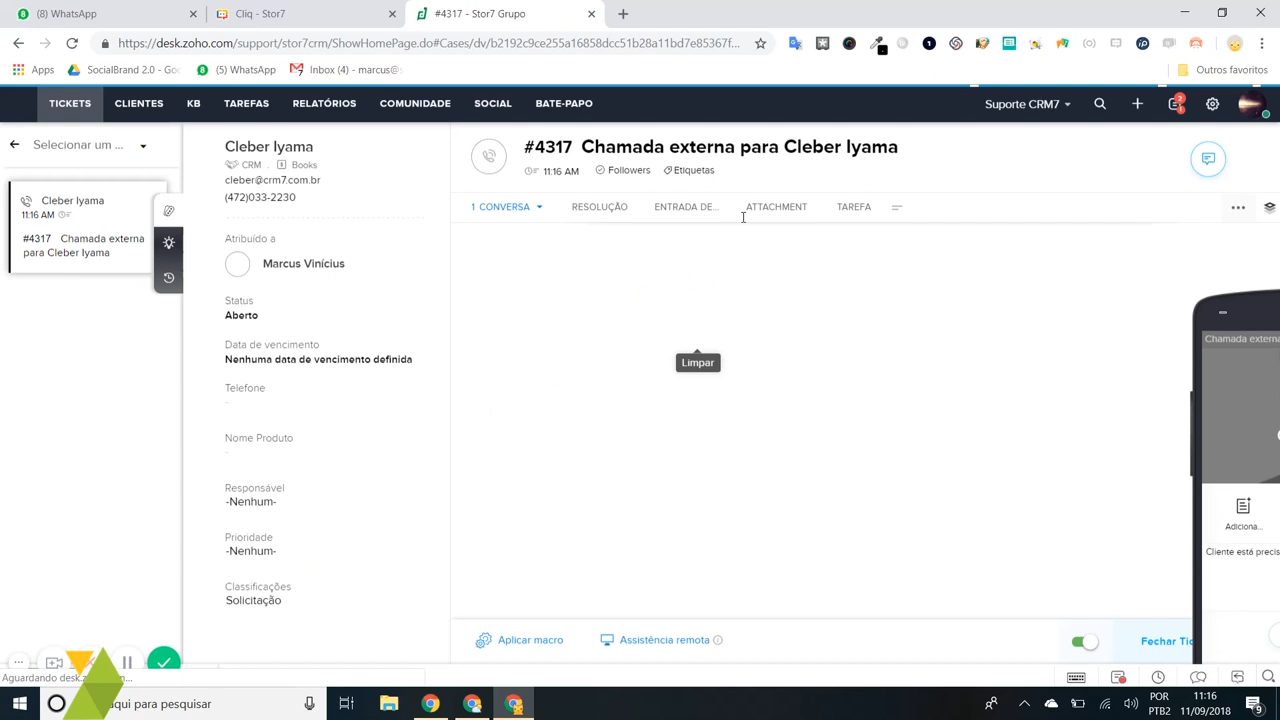 (8) WhatsApp
Cliq - Stor7
#4317 - Stor7 Grupo
https://desk.zoho.com/support/stor7crm/ShowHomePage.do#Cases/dv/b2192c9ce255a16858dcc51b28a11bd7e85367f...
Apps
SocialBrand 2.0 - Go
(5) WhatsApp
Inbox (4) - marcus@s
Outros favoritos
TICKETS
CLIENTES
KB
TAREFAS
RELATÓRIOS
COMUNIDADE
SOCIAL
BATE-PAPO
Suporte CRM7
2
1
Selecionar um ...
Cleber Iyama
11:16 AM
#4317 Chamada externa
para Cleber Iyama
Cleber Iyama
CRM . Books
cleber@crm7.com.br
(472)033-2230
Atribuído a
Marcus Vinícius
Status
Aberto
Data de vencimento
Nenhuma data de vencimento definida
Telefone
-
Nome Produto
-
Responsável
-Nenhum-
Prioridade
-Nenhum-
Classificações
Solicitação
#4317 Chamada externa para Cleber Iyama
11:16 AM
Followers
Etiquetas
1 CONVERSA
RESOLUÇÃO
ENTRADA DE...
ATTACHMENT
TAREFA
Limpar
Chamada externa
Adiciona...
Cliente está precis
Aplicar macro
Assistência remota
Fechar Tic
Aguardando desk.
aqui para pesquisar
POR
PTB2
11:16
11/09/2018
9